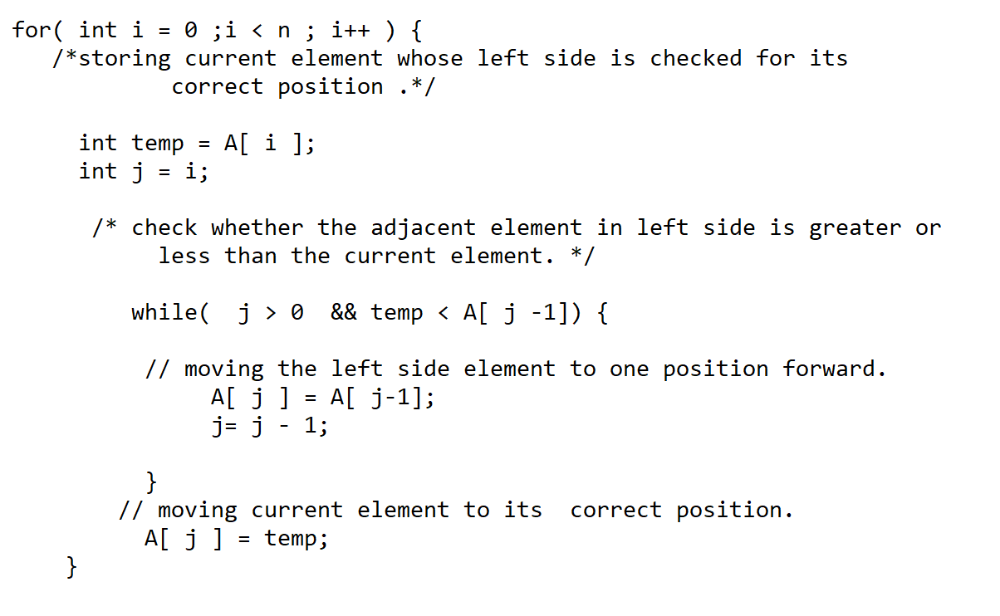 for( int i = 0 ;i < n ; i++ ) {
/*storing current element whose left side is checked for its
correct position .*/
int temp = A[ i ];
int j = i;
/* check whether the adjacent element in left side is greater or
less than the current element. */
while(  j > 0  && temp < A[ j -1]) {
// moving the left side element to one position forward.
A[ j ] = A[ j-1];
j= j - 1;
}
// moving current element to its  correct position.
A[ j ] = temp;
}